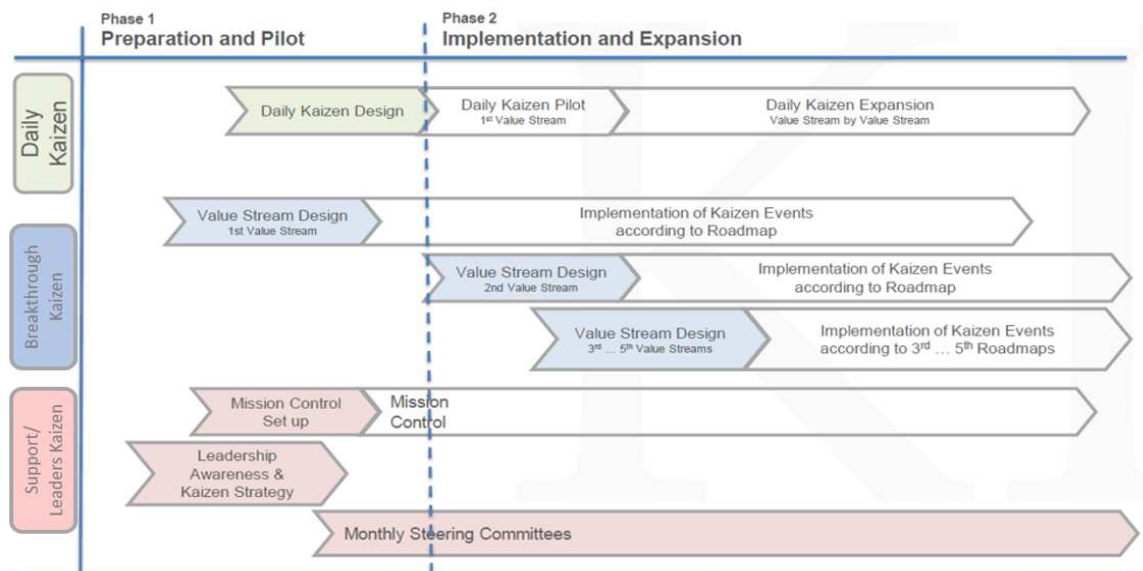 Phase 1
Preparation and Pilot
Phase 2
Implementation and Expansion
Daily
Kaizen
Daily Kaizen Design
Daily Kaizen Pilot
1st Value Stream
Daily Kaizen Expansion
Value Stream by Value Stream
Breakthrough
Kaizen
Value Stream Design
1st Value Stream
Implementation of Kaizen Events
according to Roadmap
Value Stream Design
2nd Value Stream
Implementation of Kaizen Events
according to Roadmap
Value Stream Design
3rd ... 5th Value Streams
Implementation of Kaizen Events
according to 3rd ... 5th Roadmaps
Support/
Leaders Kaizen
Mission Control
Set up
Mission
Control
Leadership
Awareness &
Kaizen Strategy
Monthly Steering Committees